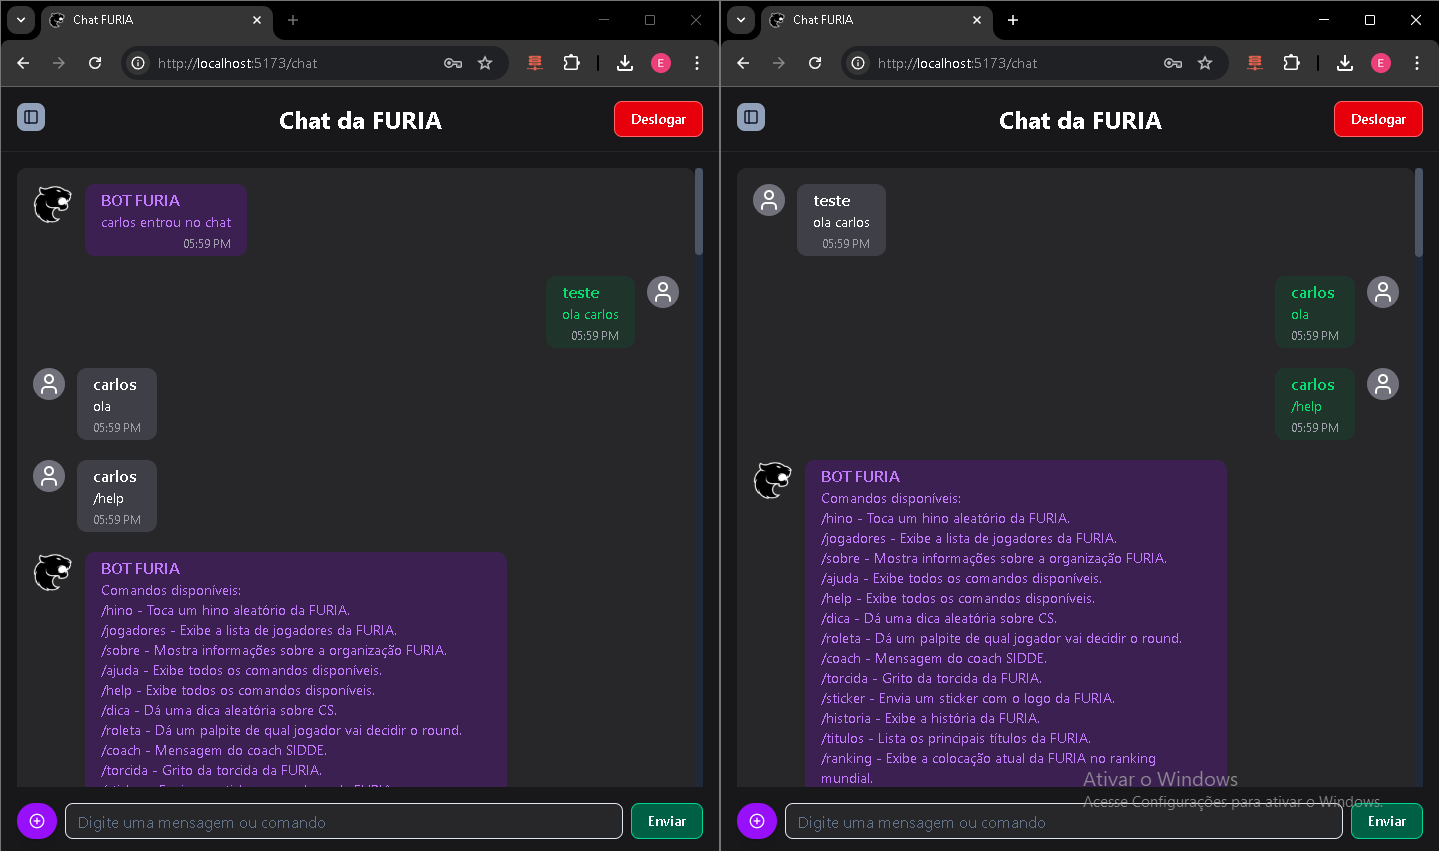 Chat FURIA
http://localhost:5173/chat
E
Chat da FURIA
Deslogar
BOT FURIA
carlos entrou no chat
05:59 PM
teste
ola carlos
05:59 PM
carlos
ola
05:59 PM
carlos
/help
05:59 PM
BOT FURIA
Comandos disponíveis:
/hino - Toca um hino aleatório da FURIA.
/jogadores - Exibe a lista de jogadores da FURIA.
/sobre - Mostra informações sobre a organização FURIA.
/ajuda - Exibe todos os comandos disponíveis.
/help - Exibe todos os comandos disponíveis.
/dica - Dá uma dica aleatória sobre CS.
/roleta - Dá um palpite de qual jogador vai decidir o round.
/coach - Mensagem do coach SIDDE.
/torcida - Grito da torcida da FURIA.
Digite uma mensagem ou comando
Enviar
Chat FURIA
http://localhost:5173/chat
E
Chat da FURIA
Deslogar
teste
ola carlos
05:59 PM
carlos
ola
05:59 PM
carlos
/help
05:59 PM
BOT FURIA
Comandos disponíveis:
/hino - Toca um hino aleatório da FURIA.
/jogadores - Exibe a lista de jogadores da FURIA.
/sobre - Mostra informações sobre a organização FURIA.
/ajuda - Exibe todos os comandos disponíveis.
/help - Exibe todos os comandos disponíveis.
/dica - Dá uma dica aleatória sobre CS.
/roleta - Dá um palpite de qual jogador vai decidir o round.
/coach - Mensagem do coach SIDDE.
/torcida - Grito da torcida da FURIA.
/sticker - Envia um sticker com o logo da FURIA.
/historia - Exibe a história da FURIA.
/titulos - Lista os principais títulos da FURIA.
/ranking - Exibe a colocação atual da FURIA no ranking
mundial.
Ativar o Windows
Acesse Configurações para ativar o Windows.
Digite uma mensagem ou comando
Enviar